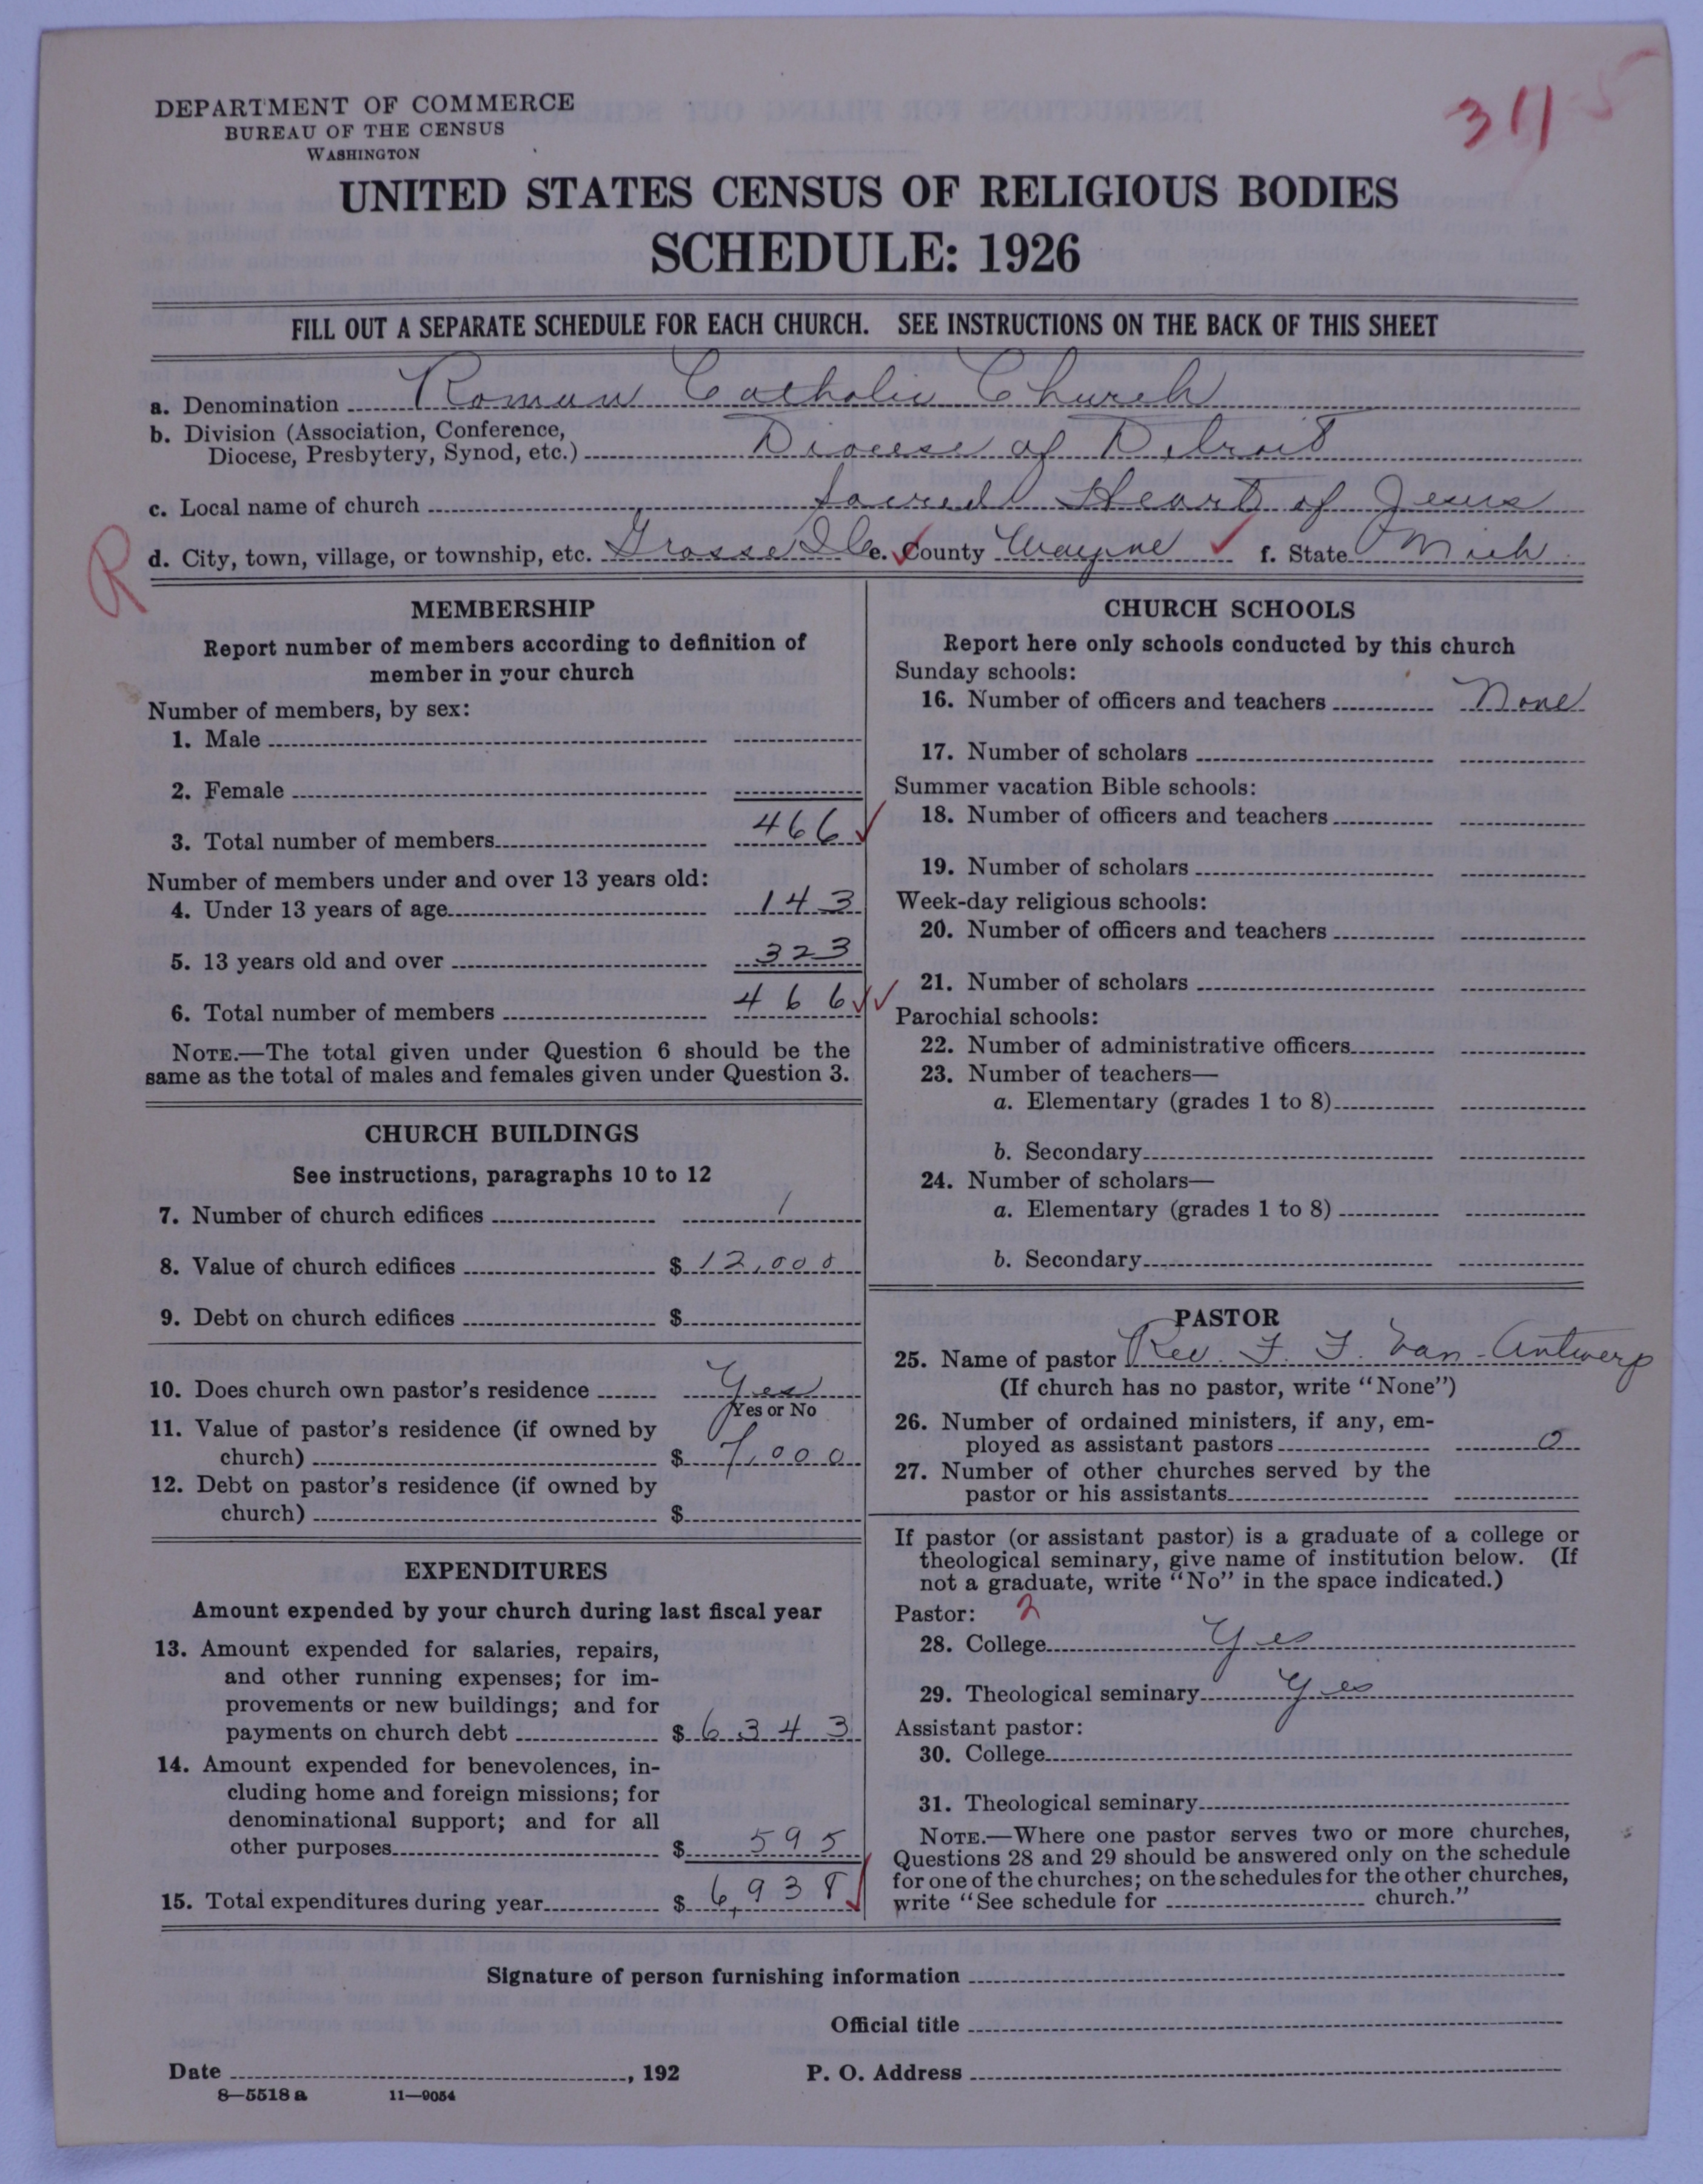 DEPARTMENT OF COMMERCE
BUREAU OF THE CENSUS
WASHINGTON
311
UNITED STATES CENSUS OF RELIGIOUS BODIES
SCHEDULE: 1926
FILL OUT A SEPARATE SCHEDULE FOR EACH CHURCH. SEE INSTRUCTIONS ON THE BACK OF THIS SHEET
a. Denomination Roman Catholic Church
b. Division (Association, Conference,
Diocese, Presbytery, Synod, etc.) Diocese of Detroit
c. Local name of church Sacred Heart of Jesus
R
d. City, town, village, or township, etc. Grosse Ile e. County Wayne f. State Mich.
MEMBERSHIP
Report number of members according to definition of
member in your church
Number of members, by sex:
1. Male
2. Female
3. Total number of members 466
Number of members under and over 13 years old:
4. Under 13 years of age 143
5. 13 years old and over 323
6. Total number of members 466
NOTE.—The total given under Question 6 should be the
same as the total of males and females given under Question 3.
CHURCH BUILDINGS
See instructions, paragraphs 10 to 12
7. Number of church edifices 1
8. Value of church edifices $ 12,000
9. Debt on church edifices $
10. Does church own pastor's residence Yes
Yes or No
11. Value of pastor's residence (if owned by
church) $ 7,000
12. Debt on pastor's residence (if owned by
church) $
EXPENDITURES
Amount expended by your church during last fiscal year
13. Amount expended for salaries, repairs,
and other running expenses; for im-
provements or new buildings; and for
payments on church debt $ 6343
14. Amount expended for benevolences, in-
cluding home and foreign missions; for
denominational support; and for all
other purposes $ 595
15. Total expenditures during year $ 6,938
CHURCH SCHOOLS
Report here only schools conducted by this church
Sunday schools:
16. Number of officers and teachers None
17. Number of scholars
Summer vacation Bible schools:
18. Number of officers and teachers
19. Number of scholars
Week-day religious schools:
20. Number of officers and teachers
21. Number of scholars
Parochial schools:
22. Number of administrative officers
23. Number of teachers—
a. Elementary (grades 1 to 8)
b. Secondary
24. Number of scholars—
a. Elementary (grades 1 to 8)
b. Secondary
PASTOR
25. Name of pastor Rev. F. F. Van-Antwerp
(If church has no pastor, write "None")
26. Number of ordained ministers, if any, em-
ployed as assistant pastors 0
27. Number of other churches served by the
pastor or his assistants
If pastor (or assistant pastor) is a graduate of a college or
theological seminary, give name of institution below. (If
not a graduate, write "No" in the space indicated.)
Pastor: 2
28. College Yes
29. Theological seminary Yes
Assistant pastor:
30. College
31. Theological seminary
NOTE.—Where one pastor serves two or more churches,
Questions 28 and 29 should be answered only on the schedule
for one of the churches; on the schedules for the other churches,
write "See schedule for church."
Signature of person furnishing information
Official title
Date , 192 P. O. Address
8—5518 a 11—9054